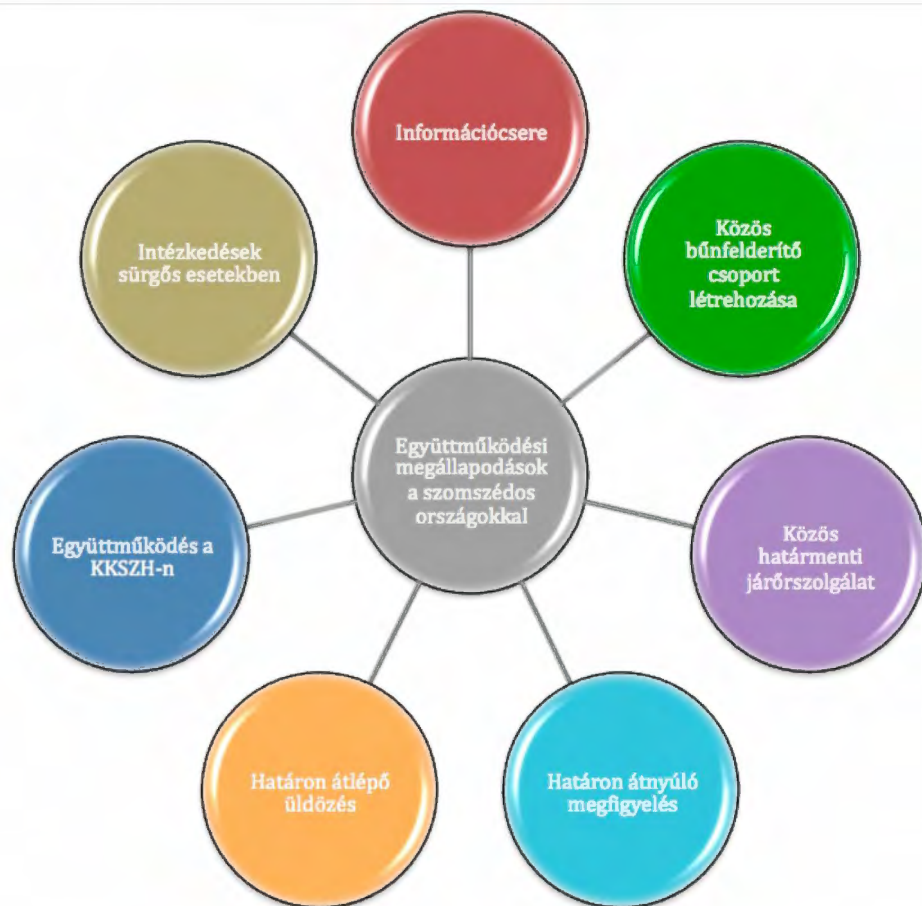 Információcsere
Közös
bűnfelderítő
csoport
létrehozása
Intézkedések
sürgős esetekben
Együttműködési
megállapodások
a szomszédos
országokkal
Közös
határmenti
járőrszolgálat
Együttműködés a
KKSZH-n
Határon átlépő
üldözés
Határon átnyúló
megfigyelés